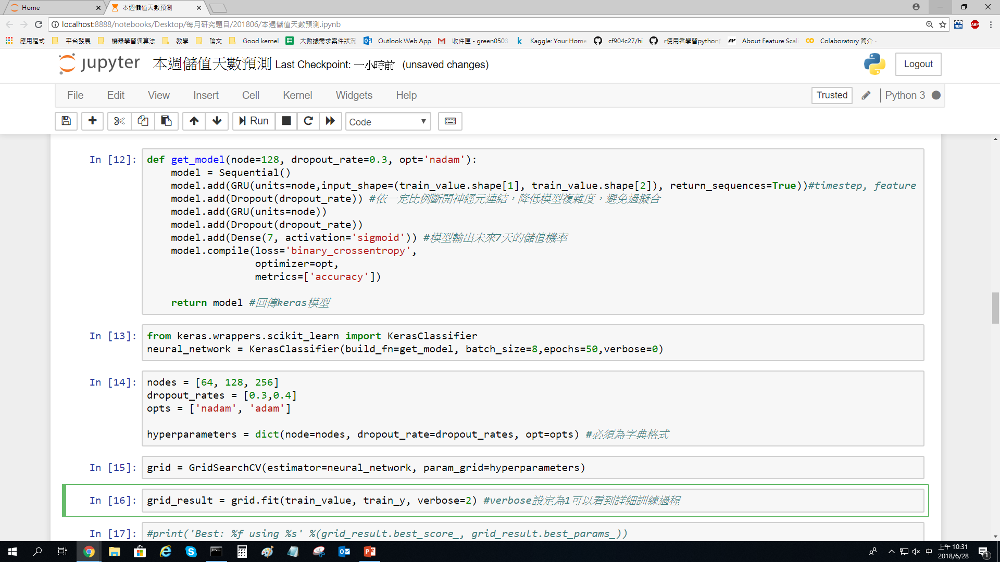 Home
本週儲值天數預測
localhost:8888/notebooks/Desktop/每月研究題目/201806/本週儲值天數預測.ipynb
應用程式 平台發展 機器學習演算法 教學 論文 Good kernel 大數據需求案件狀況 Outlook Web App 收件匣 - green0503 Kaggle: Your Home cf904c27/hi r使用者學習python About Feature Scali Colaboratory 簡介 -
jupyter 本週儲值天數預測 Last Checkpoint: 一小時前 (unsaved changes)
Logout
File Edit View Insert Cell Kernel Widgets Help
Trusted
Python 3
Run
Code
In [12]: def get_model(node=128, dropout_rate=0.3, opt='nadam'):
model = Sequential()
model.add(GRU(units=node,input_shape=(train_value.shape[1], train_value.shape[2]), return_sequences=True))#timestep, feature
model.add(Dropout(dropout_rate)) #依一定比例斷開神經元連結，降低模型複雜度，避免過擬合
model.add(GRU(units=node))
model.add(Dropout(dropout_rate))
model.add(Dense(7, activation='sigmoid')) #模型輸出未來7天的儲值機率
model.compile(loss='binary_crossentropy',
optimizer=opt,
metrics=['accuracy'])
return model #回傳keras模型
In [13]: from keras.wrappers.scikit_learn import KerasClassifier
neural_network = KerasClassifier(build_fn=get_model, batch_size=8,epochs=50,verbose=0)
In [14]: nodes = [64, 128, 256]
dropout_rates = [0.3,0.4]
opts = ['nadam', 'adam']
hyperparameters = dict(node=nodes, dropout_rate=dropout_rates, opt=opts) #必須為字典格式
In [15]: grid = GridSearchCV(estimator=neural_network, param_grid=hyperparameters)
In [16]: grid_result = grid.fit(train_value, train_y, verbose=2) #verbose設定為1可以看到詳細訓練過程
In [17]: #print('Best: %f using %s' %(grid_result.best_score_, grid_result.best_params_))
中
上午 10:31
2018/6/28
1
NEW
ABP